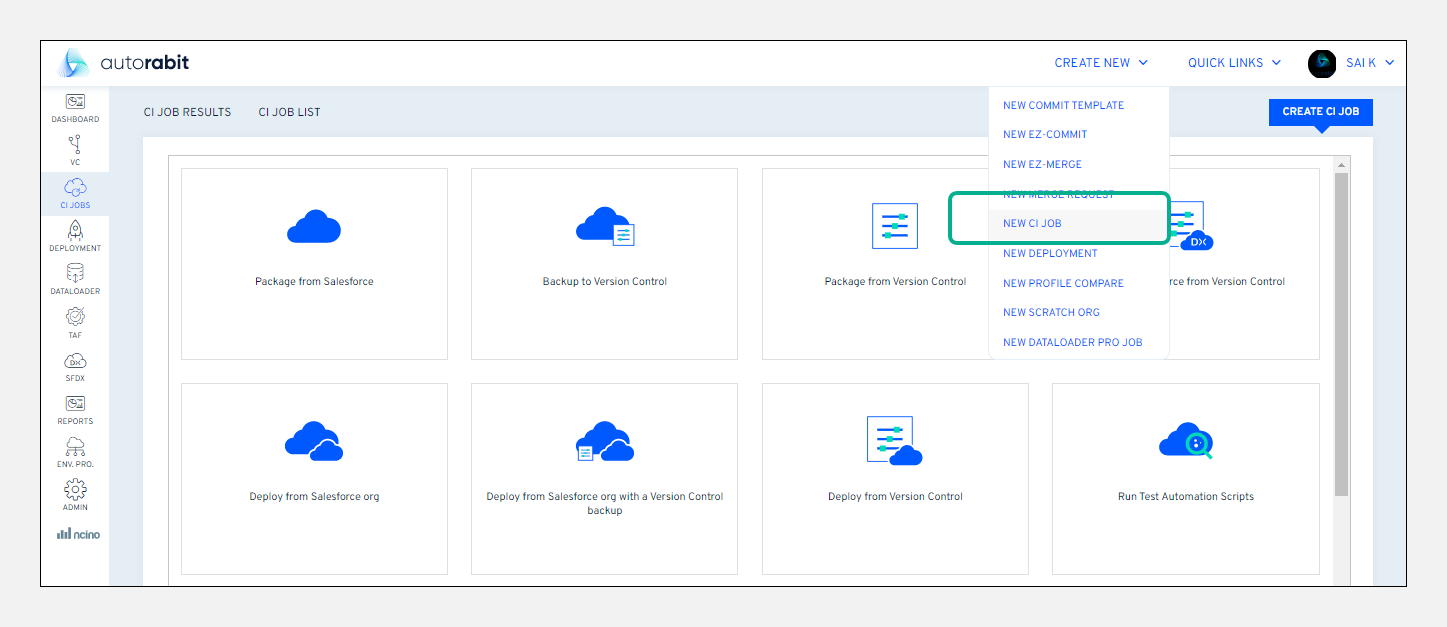 autorabit
CREATE NEW
QUICK LINKS
SAI K
DASHBOARD
VC
CI JOBS
DEPLOYMENT
DATALOADER
TAF
DX
SFDX
REPORTS
ENV. PRO.
ADMIN
ncino
CI JOB RESULTS
CI JOB LIST
CREATE CI JOB
NEW COMMIT TEMPLATE
NEW EZ-COMMIT
NEW EZ-MERGE
NEW MERGE REQUEST
NEW CI JOB
NEW DEPLOYMENT
NEW PROFILE COMPARE
NEW SCRATCH ORG
NEW DATALOADER PRO JOB
Package from Salesforce
Backup to Version Control
Package from Version Control
DX
from Version Control
Deploy from Salesforce org
Deploy from Salesforce org with a Version Control
backup
Deploy from Version Control
Run Test Automation Scripts